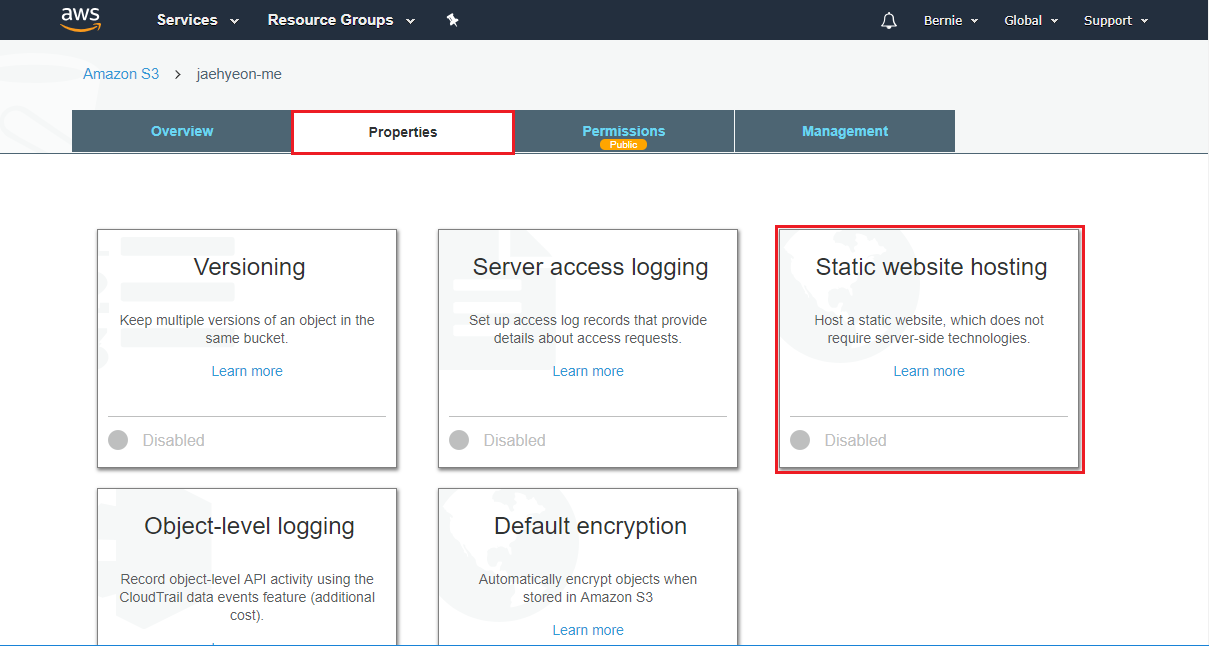 aws Services Resource Groups Bernie Global Support
Amazon S3 > jaehyeon-me
Overview Properties Permissions Management
Public
Versioning
Keep multiple versions of an object in the
same bucket.
Learn more
Disabled
Server access logging
Set up access log records that provide
details about access requests.
Learn more
Disabled
Static website hosting
Host a static website, which does not
require server-side technologies.
Learn more
Disabled
Object-level logging
Record object-level API activity using the
CloudTrail data events feature (additional
cost).
Default encryption
Automatically encrypt objects when
stored in Amazon S3
Learn more